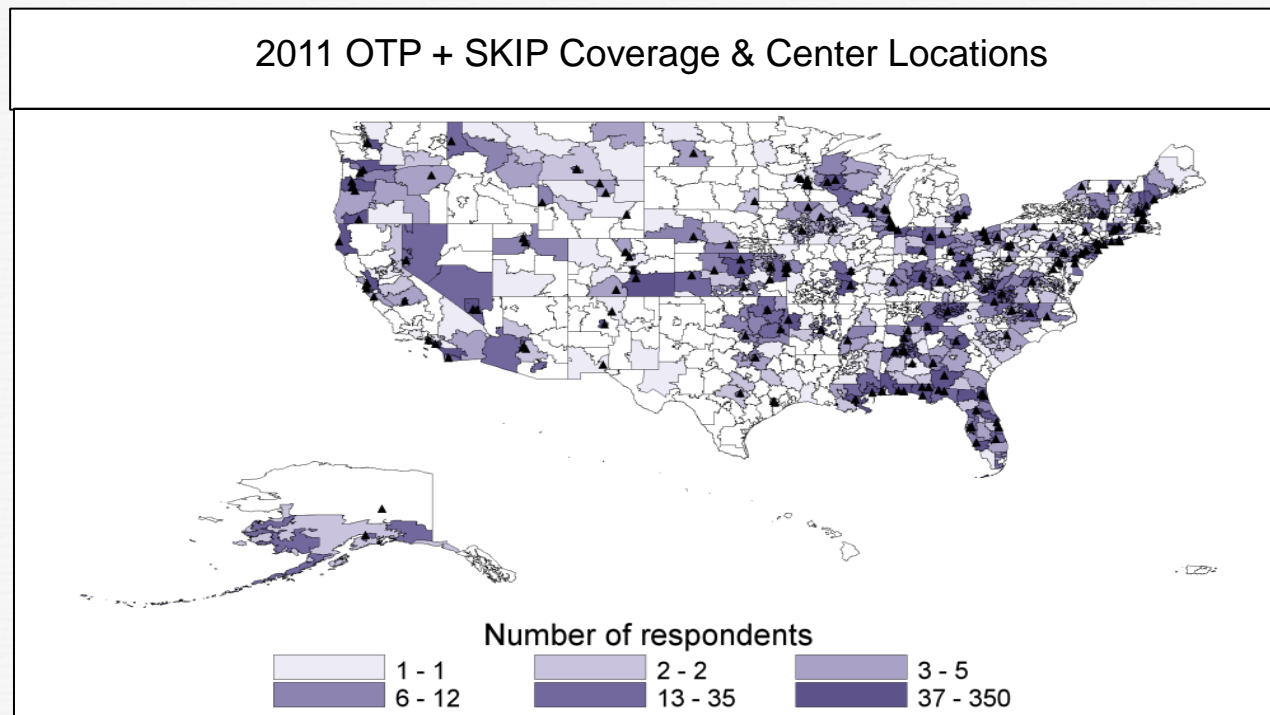 2011 OTP + SKIP Coverage & Center Locations
Number of respondents
1 - 1 2 - 2 3 - 5
6 - 12 13 - 35 37 - 350